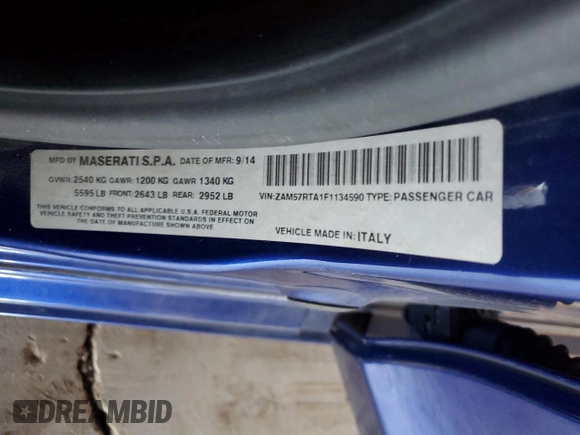 MFD BY MASERATI S.P.A. DATE OF MFR: 9/14
GVWR: 2540 KG GAWR: 1200 KG GAWR 1340 KG
5595 LB FRONT: 2643 LB REAR: 2952 LB
THIS VEHICLE CONFORMS TO ALL APPLICABLE U.S.A. FEDERAL MOTOR
VEHICLE SAFETY AND THEFT PREVENTION STANDARDS IN EFFECT ON
THE DATE OF MANUFACTURE SHOWN ABOVE
VIN: ZAM57RTA1F1134590 TYPE: PASSENGER CAR
VEHICLE MADE IN: ITALY
DREAMBID